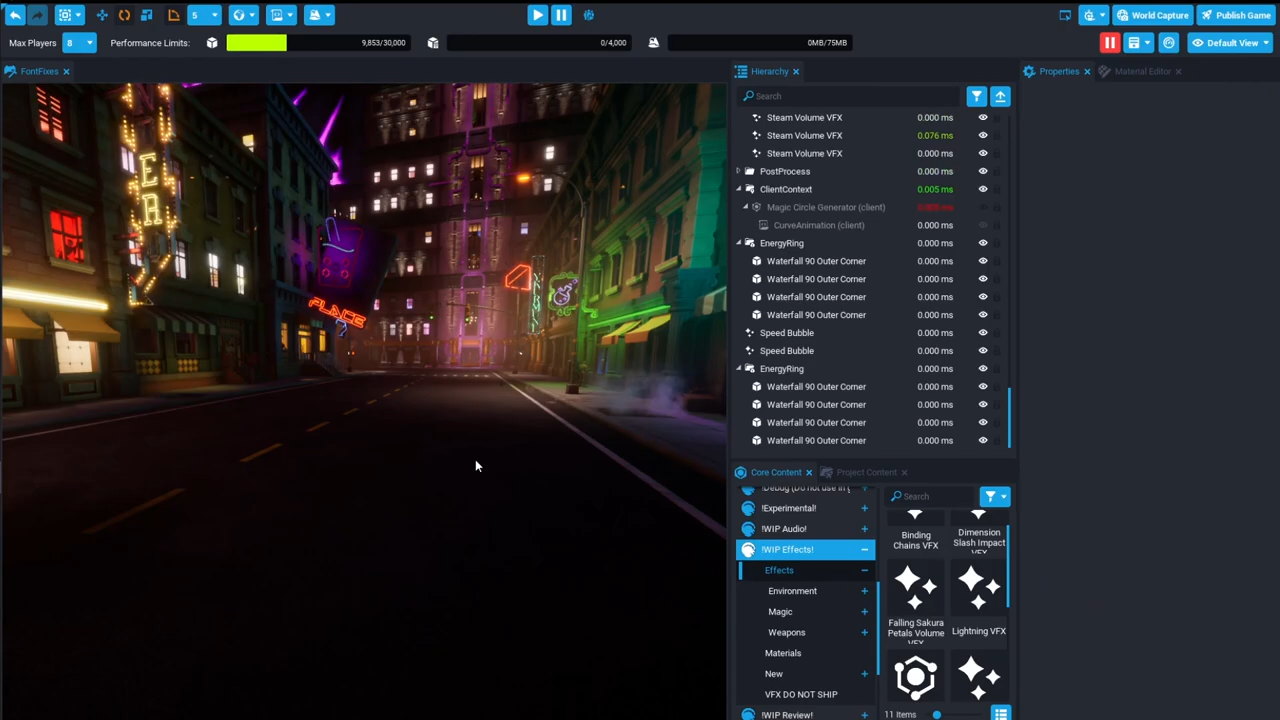 5
World Capture
Publish Game
Max Players
8
Performance Limits:
9,853/30,000
0/4,000
0MB/75MB
Default View
FontFixes
Hierarchy
Properties
Material Editor
Search
Steam Volume VFX
0.000 ms
Steam Volume VFX
0.076 ms
Steam Volume VFX
0.000 ms
PostProcess
0.000 ms
ClientContext
0.005 ms
Magic Circle Generator (client)
CurveAnimation (client)
0.000 ms
EnergyRing
0.000 ms
Waterfall 90 Outer Corner
0.000 ms
Waterfall 90 Outer Corner
0.000 ms
Waterfall 90 Outer Corner
0.000 ms
Waterfall 90 Outer Corner
0.000 ms
Speed Bubble
0.000 ms
Speed Bubble
0.000 ms
EnergyRing
0.000 ms
Waterfall 90 Outer Corner
0.000 ms
Waterfall 90 Outer Corner
0.000 ms
Waterfall 90 Outer Corner
0.000 ms
Waterfall 90 Outer Corner
0.000 ms
ER
PLACE
Core Content
Project Content
!Debug (Do not use in
!Experimental!
!WIP Audio!
!WIP Effects!
Effects
Environment
Magic
Weapons
Materials
New
VFX DO NOT SHIP
!WIP Review!
Search
Binding
Chains VFX
Dimension
Slash Impact
VFX
Falling Sakura
Petals Volume
VFX
Lightning VFX
11 Items